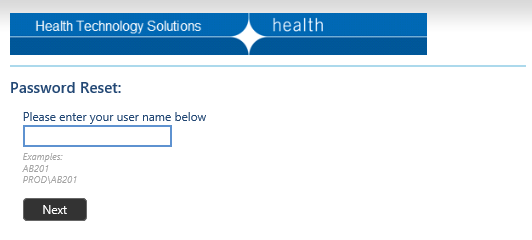 Health Technology Solutions health
Password Reset:
Please enter your user name below
Examples:
AB201
PROD\AB201
Next